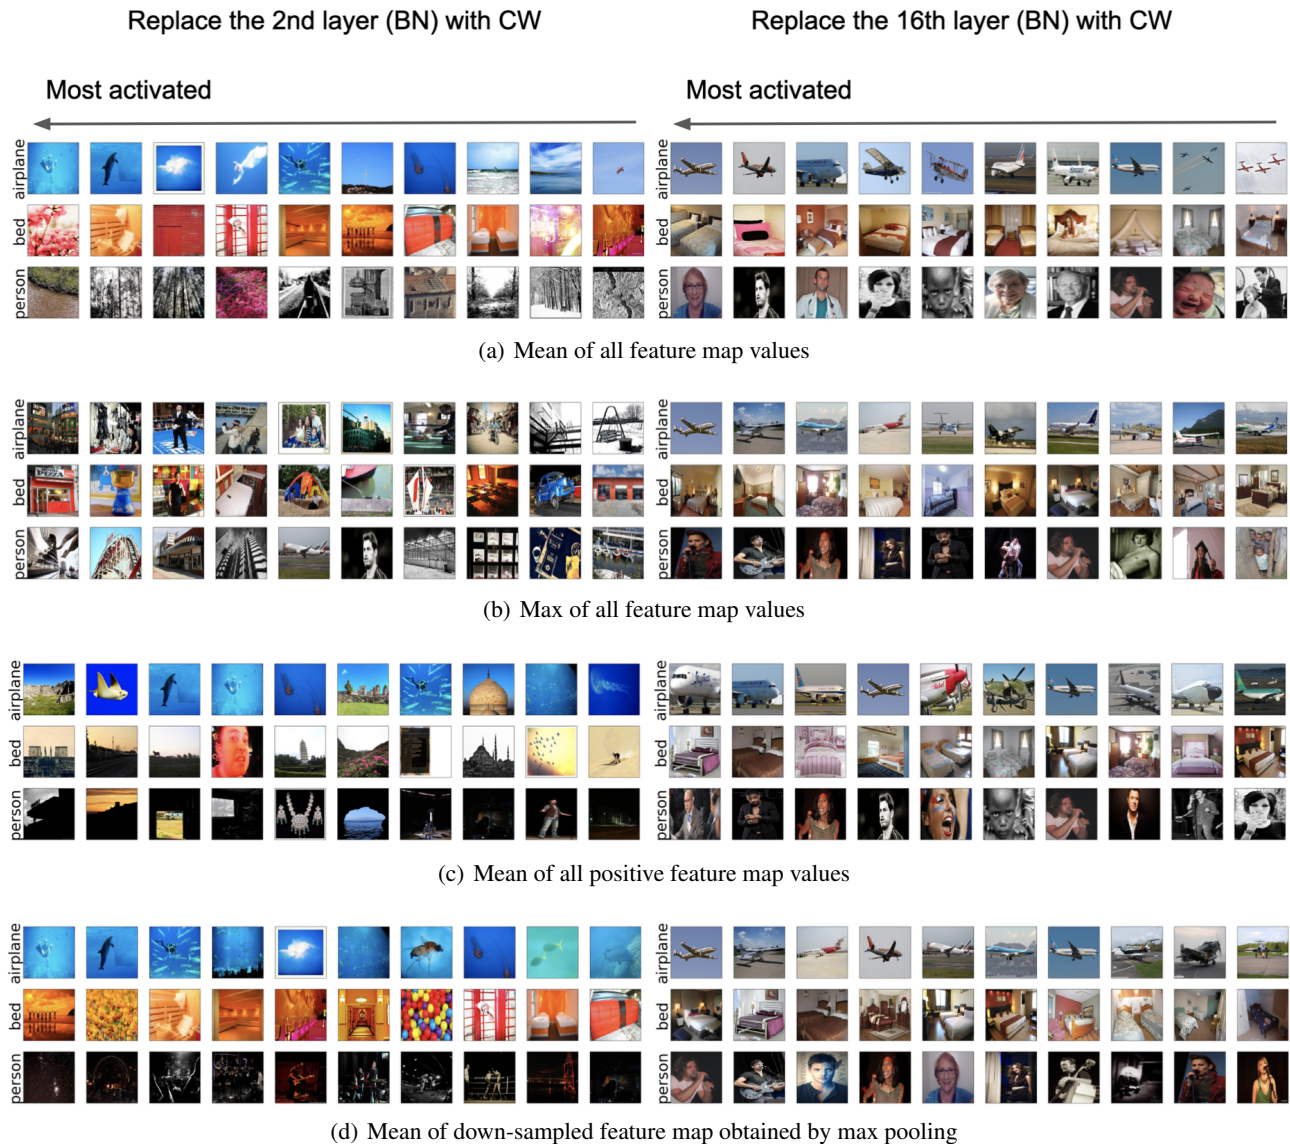 Replace the 2nd layer (BN) with CW
Replace the 16th layer (BN) with CW
Most activated
Most activated
airplane
bed
person
airplane
bed
person
(a) Mean of all feature map values
airplane
bed
person
airplane
bed
person
(b) Max of all feature map values
airplane
bed
person
airplane
bed
person
(c) Mean of all positive feature map values
airplane
bed
person
airplane
bed
person
(d) Mean of down-sampled feature map obtained by max pooling